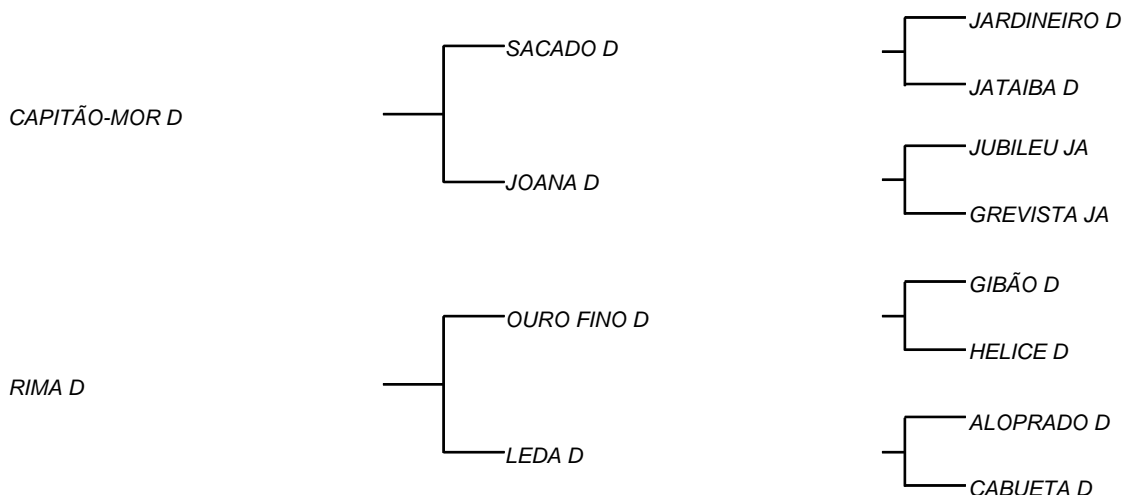 JARDINEIRO D
SACADO D
JATAIBA D
CAPITÃO-MOR D
JUBILEU JA
JOANA D
GREVISTA JA
GIBÃO D
OURO FINO D
HELICE D
RIMA D
ALOPRADO D
LEDA D
CABUETA D